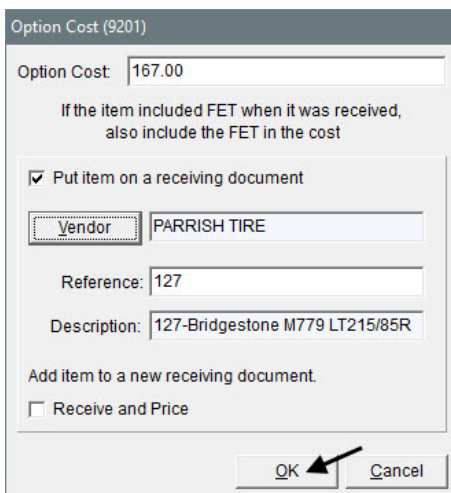 Option Cost (9201)
Option Cost: 167.00
If the item included FET when it was received,
also include the FET in the cost
Put item on a receiving document
Vendor PARRISH TIRE
Reference: 127
Description: 127-Bridgestone M779 LT215/85R
Add item to a new receiving document.
Receive and Price
OK Cancel